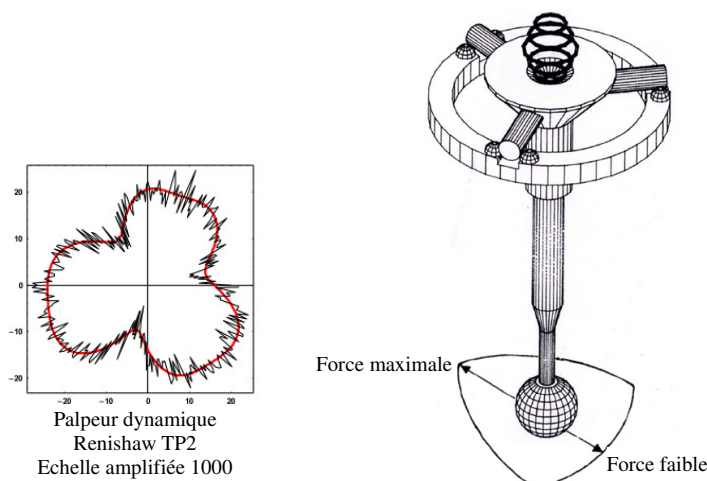 20
10
0
−10
−20
−20
−10
0
10
20
Palpeur dynamique
Renishaw TP2
Echelle amplifiée 1000
Force maximale
Force faible